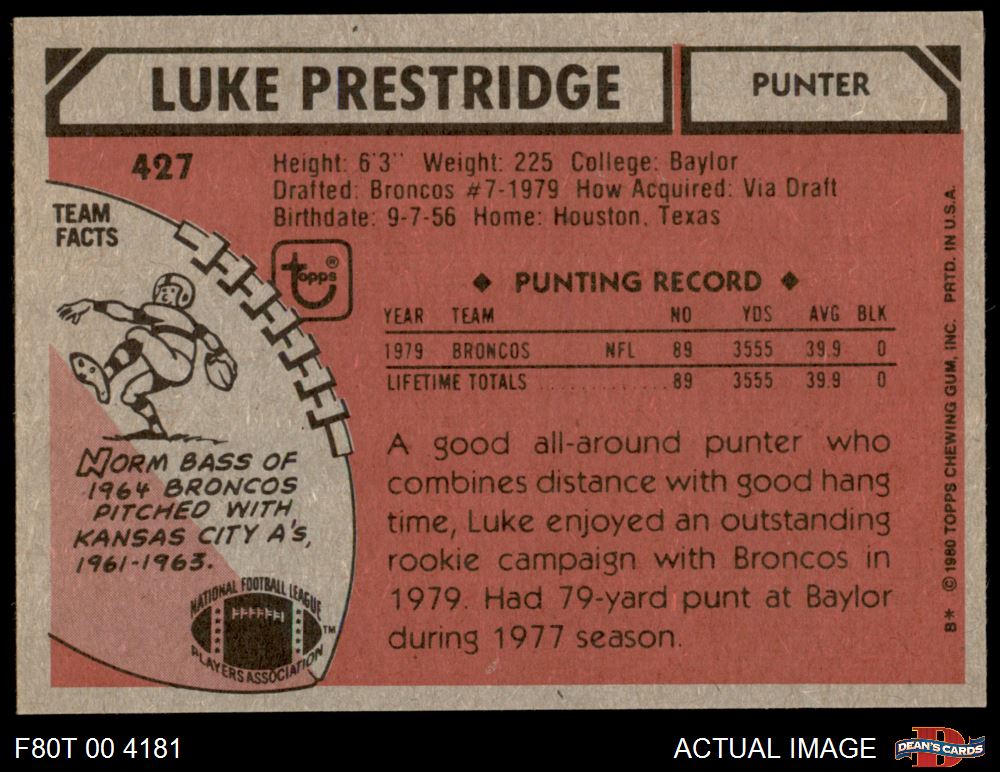 LUKE PRESTRIDGE
PUNTER
427
Height: 6'3" Weight: 225 College: Baylor
Drafted: Broncos #7-1979 How Acquired: Via Draft
Birthdate: 9-7-56 Home: Houston, Texas
TEAM
FACTS
topps®
◆ PUNTING RECORD ◆
YEAR TEAM NO YDS AVG BLK
1979 BRONCOS NFL 89 3555 39.9 0
LIFETIME TOTALS ................ 89 3555 39.9 0
NORM BASS OF
1964 BRONCOS
PITCHED WITH
KANSAS CITY A'S,
1961-1963.
NATIONAL FOOTBALL LEAGUE
PLAYERS ASSOCIATION
TM
A good all-around punter who
combines distance with good hang
time, Luke enjoyed an outstanding
rookie campaign with Broncos in
1979. Had 79-yard punt at Baylor
during 1977 season.
B* © 1980 TOPPS CHEWING GUM, INC. PRTD. IN U.S.A.
F80T 00 4181
ACTUAL IMAGE
D
DEAN'S CARDS